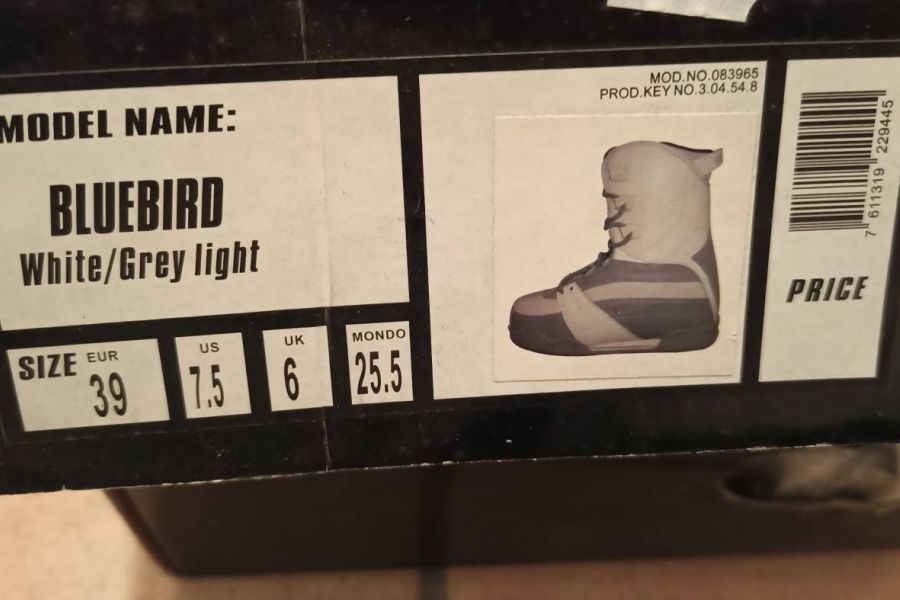 MODEL NAME:
BLUEBIRD
White/Grey light
SIZE EUR 39
US 7.5
UK 6
MONDO 25.5
MOD.NO.083965
PROD.KEY NO.3.04.54.8
7 611319 229445
PRICE